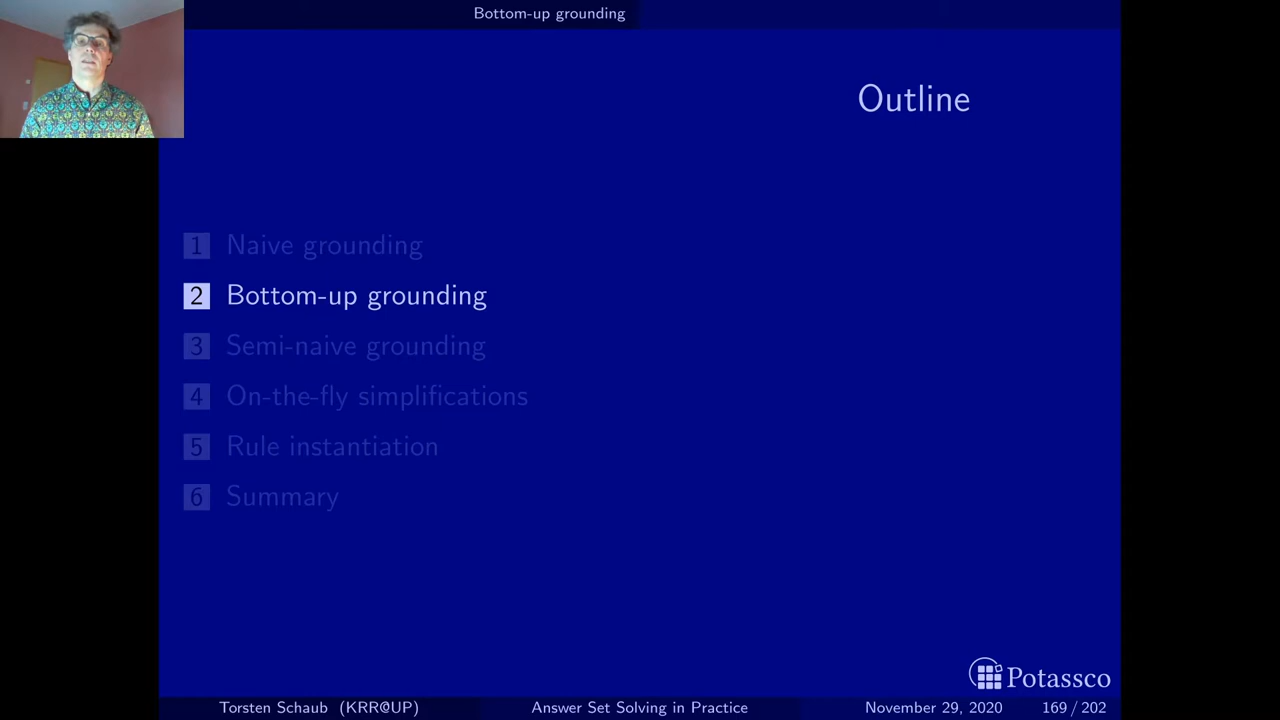 Bottom-up grounding
Outline
1 Naive grounding
2 Bottom-up grounding
3 Semi-naive grounding
4 On-the-fly simplifications
5 Rule instantiation
6 Summary
Potassco
Torsten Schaub (KRR@UP) Answer Set Solving in Practice November 29, 2020 169 / 202